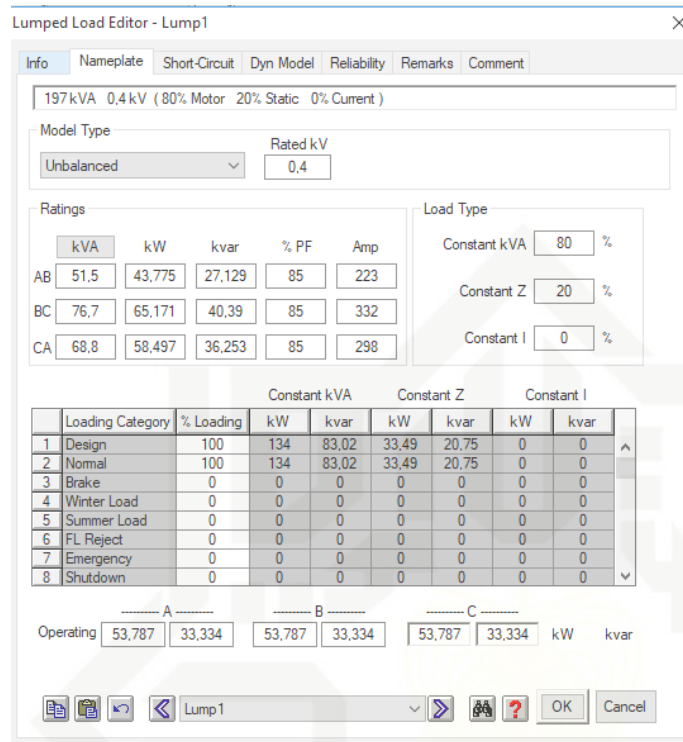 Lumped Load Editor - Lump1
Info Nameplate Short-Circuit Dyn Model Reliability Remarks Comment
197 kVA 0,4 kV ( 80% Motor 20% Static 0% Current )
Model Type
Rated kV
Unbalanced 0,4
Ratings Load Type
kVA kW kvar % PF Amp Constant kVA 80 %
AB 51,5 43,775 27,129 85 223
Constant Z 20 %
BC 76,7 65,171 40,39 85 332
Constant I 0 %
CA 68,8 58,497 36,253 85 298
Constant kVA Constant Z Constant I
Loading Category % Loading kW kvar kW kvar kW kvar
1 Design 100 134 83,02 33,49 20,75 0 0
2 Normal 100 134 83,02 33,49 20,75 0 0
3 Brake 0 0 0 0 0 0 0
4 Winter Load 0 0 0 0 0 0 0
5 Summer Load 0 0 0 0 0 0 0
6 FL Reject 0 0 0 0 0 0 0
7 Emergency 0 0 0 0 0 0 0
8 Shutdown 0 0 0 0 0 0 0
---------- A ---------- ---------- B ---------- ---------- C ----------
Operating 53,787 33,334 53,787 33,334 53,787 33,334 kW kvar
Lump1 ? OK Cancel